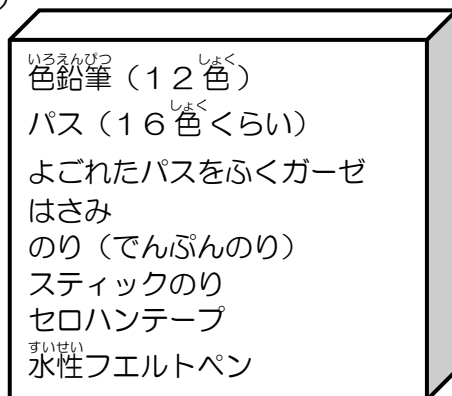 色鉛筆（１２色）
パス（１６色くらい）
よごれたパスをふくガーゼ
はさみ
のり（でんぷんのり）
スティックのり
セロハンテープ
水性フエルトペン